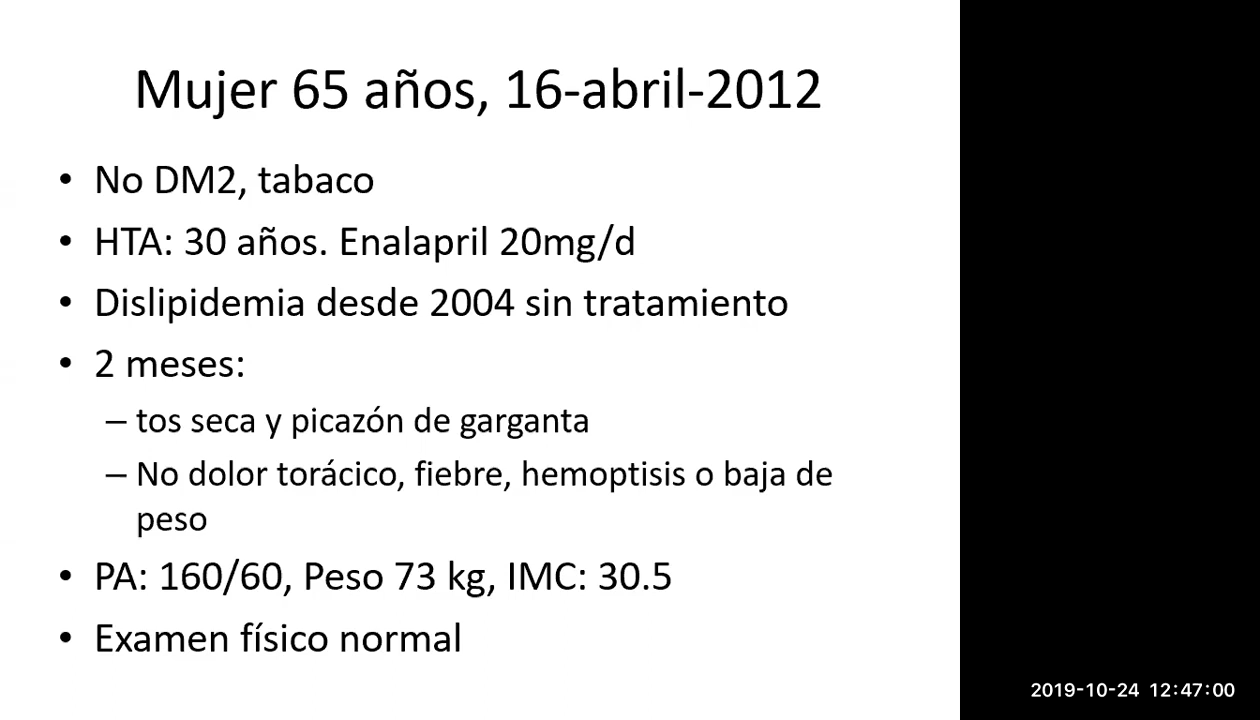 Mujer 65 años, 16-abril-2012
• No DM2, tabaco
• HTA: 30 años. Enalapril 20mg/d
• Dislipidemia desde 2004 sin tratamiento
• 2 meses:
– tos seca y picazón de garganta
– No dolor torácico, fiebre, hemoptisis o baja de
peso
• PA: 160/60, Peso 73 kg, IMC: 30.5
• Examen físico normal
2019-10-24 12:47:00